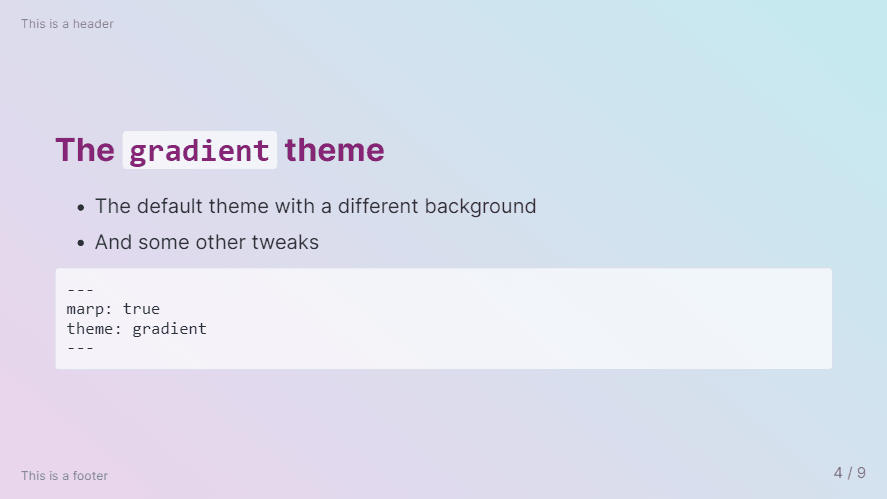 This is a header
The gradient theme
The default theme with a different background
And some other tweaks
---
marp: true
theme: gradient
---
This is a footer
4 / 9